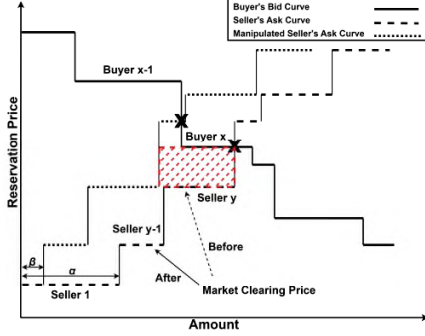 Buyer's Bid Curve
Seller's Ask Curve
Manipulated Seller's Ask Curve
Buyer x-1
Buyer x
Reservation Price
Seller y
Seller y-1
Before
β
α
After
Market Clearing Price
Seller 1
Amount